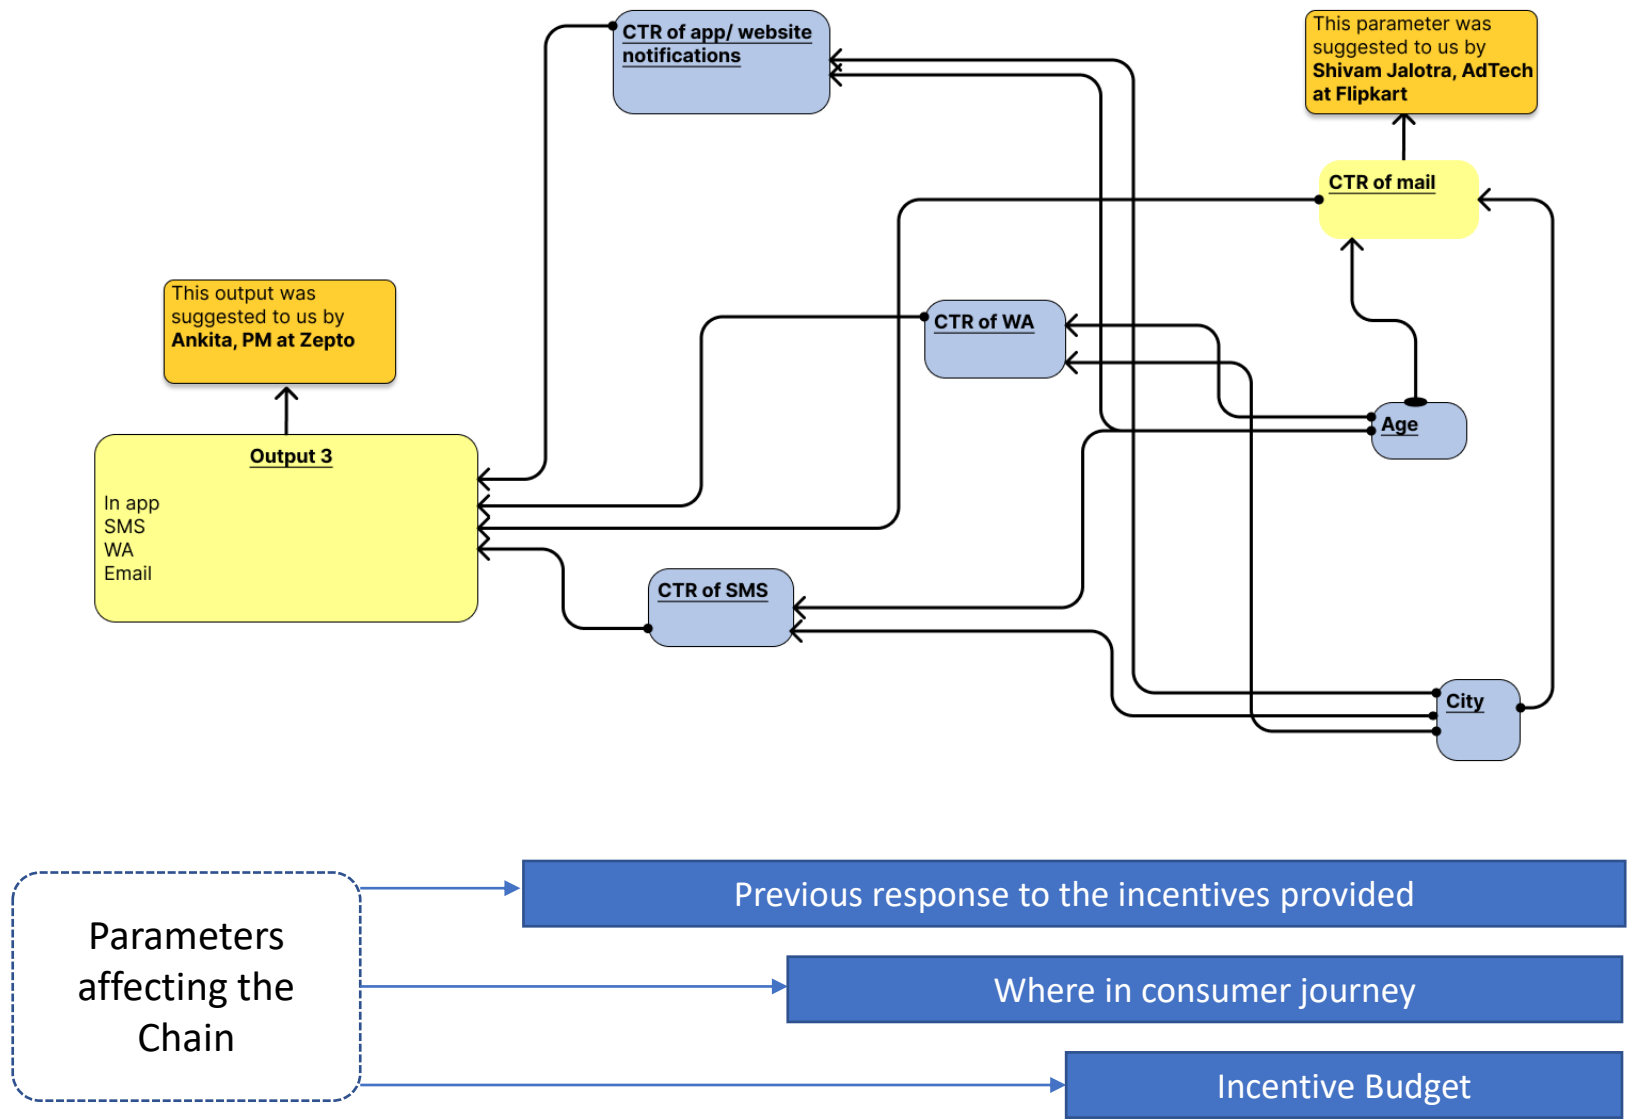 CTR of app/ website
notifications
This parameter was
suggested to us by
Shivam Jalotra, AdTech
at Flipkart
CTR of mail
This output was
suggested to us by
Ankita, PM at Zepto
CTR of WA
Age
Output 3
In app
SMS
WA
Email
CTR of SMS
City
Parameters
affecting the
Chain
Previous response to the incentives provided
Where in consumer journey
Incentive Budget